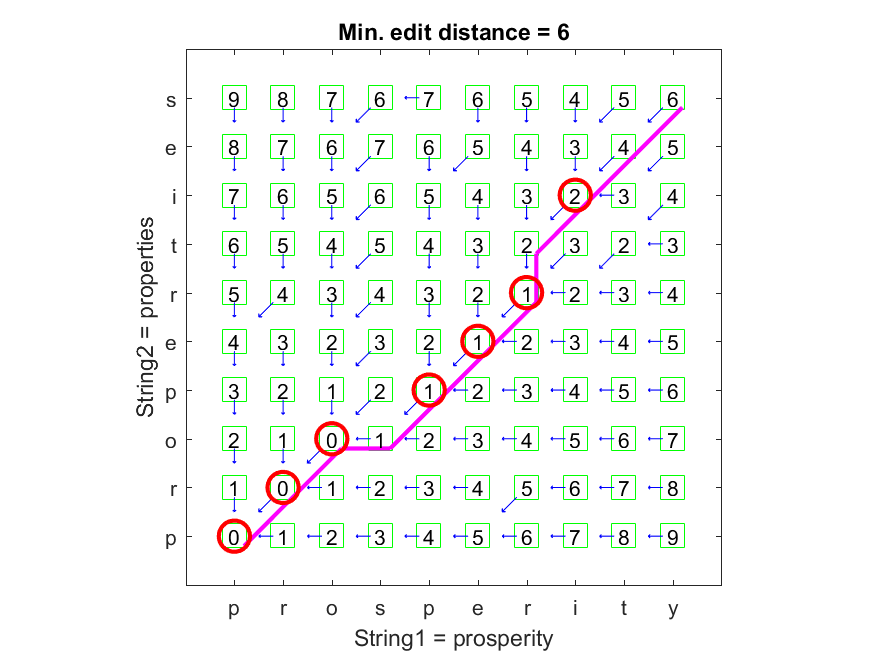 Min. edit distance = 6
s 9 8 7 6 7 6 5 4 5 6
e 8 7 6 7 6 5 4 3 4 5
i 7 6 5 6 5 4 3 2 3 4
t 6 5 4 5 4 3 2 3 2 3
r 5 4 3 4 3 2 1 2 3 4
e 4 3 2 3 2 1 2 3 4 5
p 3 2 1 2 1 2 3 4 5 6
o 2 1 0 1 2 3 4 5 6 7
r 1 0 1 2 3 4 5 6 7 8
p 0 1 2 3 4 5 6 7 8 9
p r o s p e r i t y
String1 = prosperity
String2 = properties